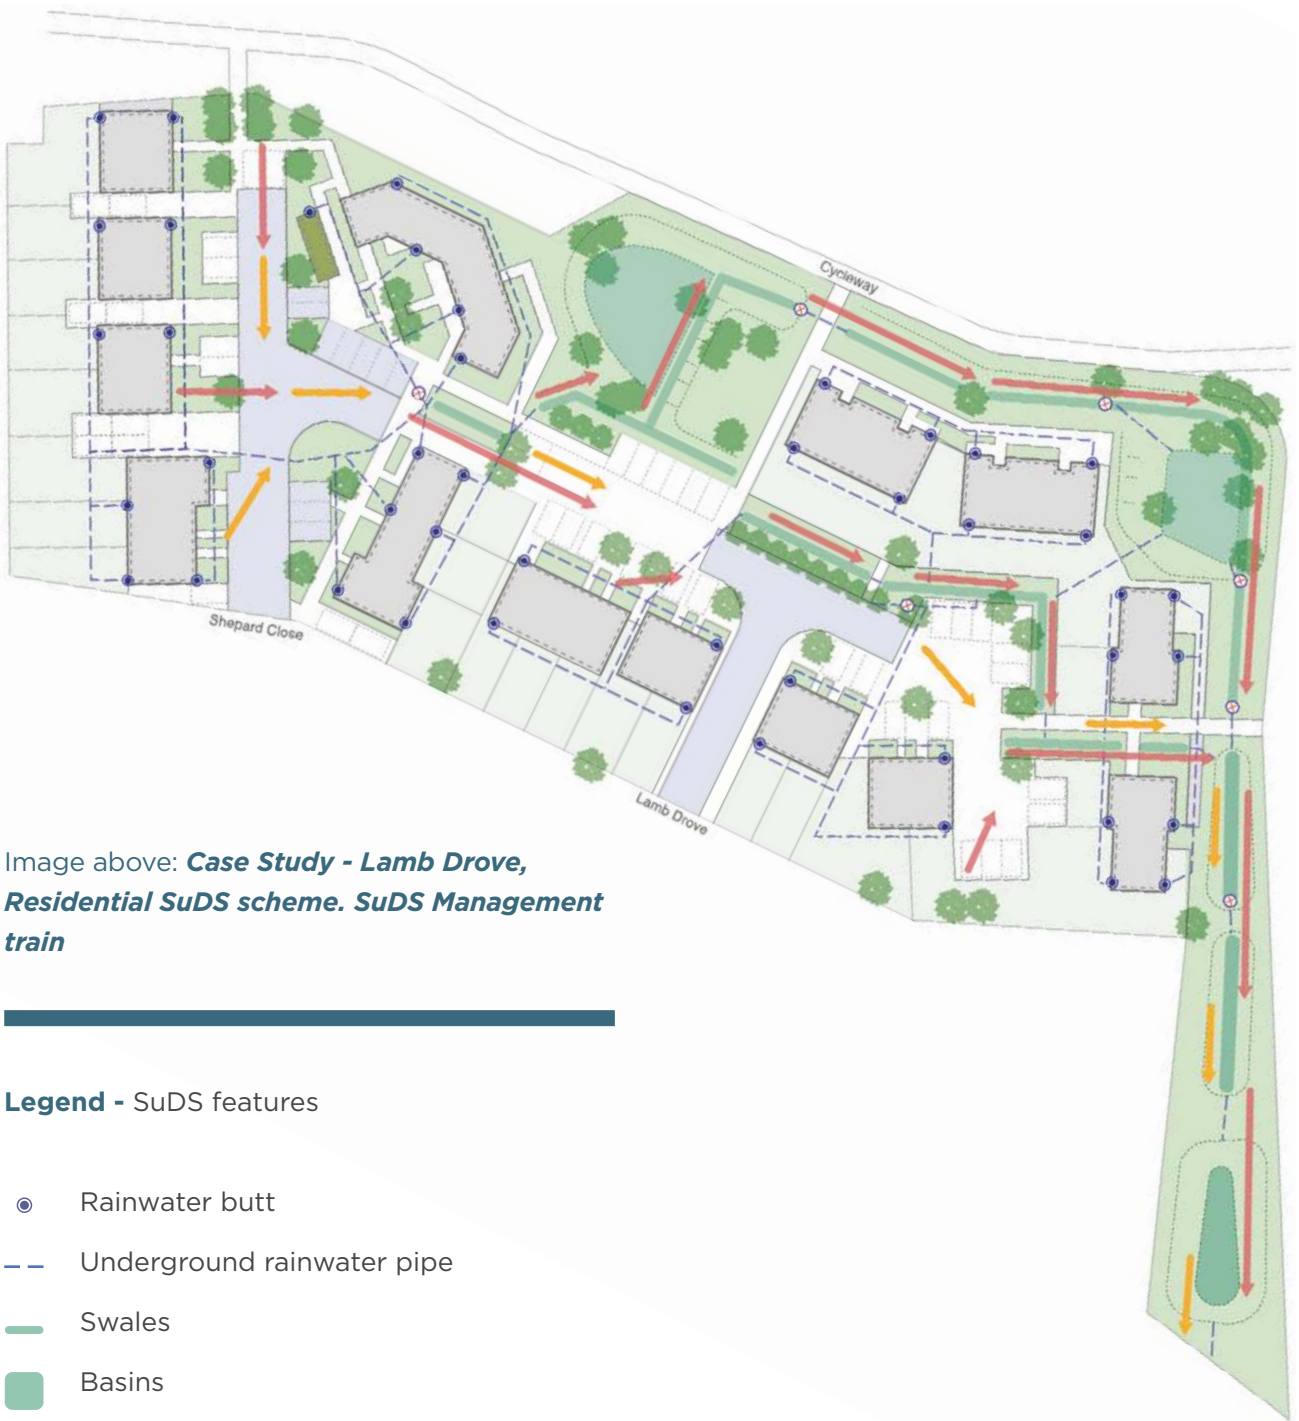 Cycleway
Shepard Close
Lamb Drove
Image above: Case Study - Lamb Drove,
Residential SuDS scheme. SuDS Management
train
Legend - SuDS features
Rainwater butt
Underground rainwater pipe
Swales
Basins